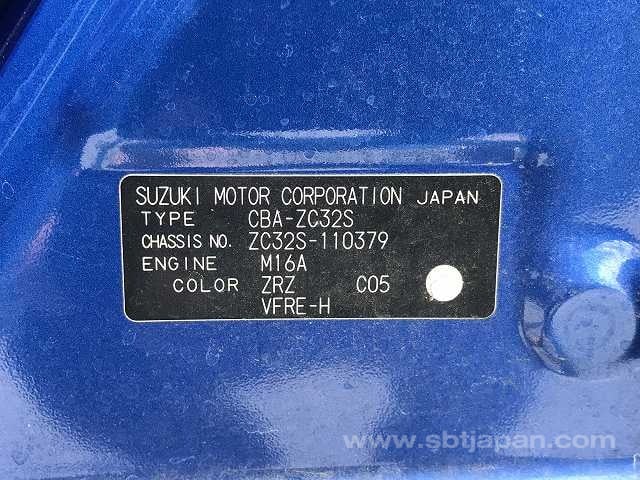 SUZUKI MOTOR CORPORATION JAPAN
TYPE CBA-ZC32S
CHASSIS NO. ZC32S-110379
ENGINE M16A
COLOR ZRZ C05
VFRE-H
www.sbtjapan.com